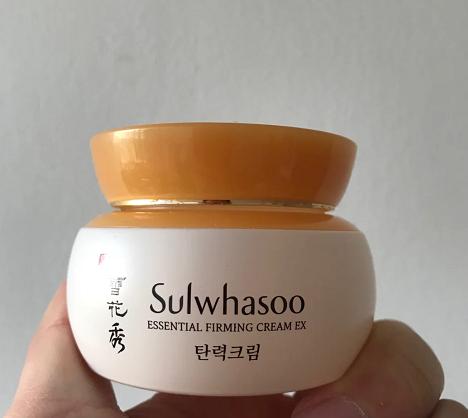 雪花秀
Sulwhasoo
ESSENTIAL FIRMING CREAM EX
탄력크림